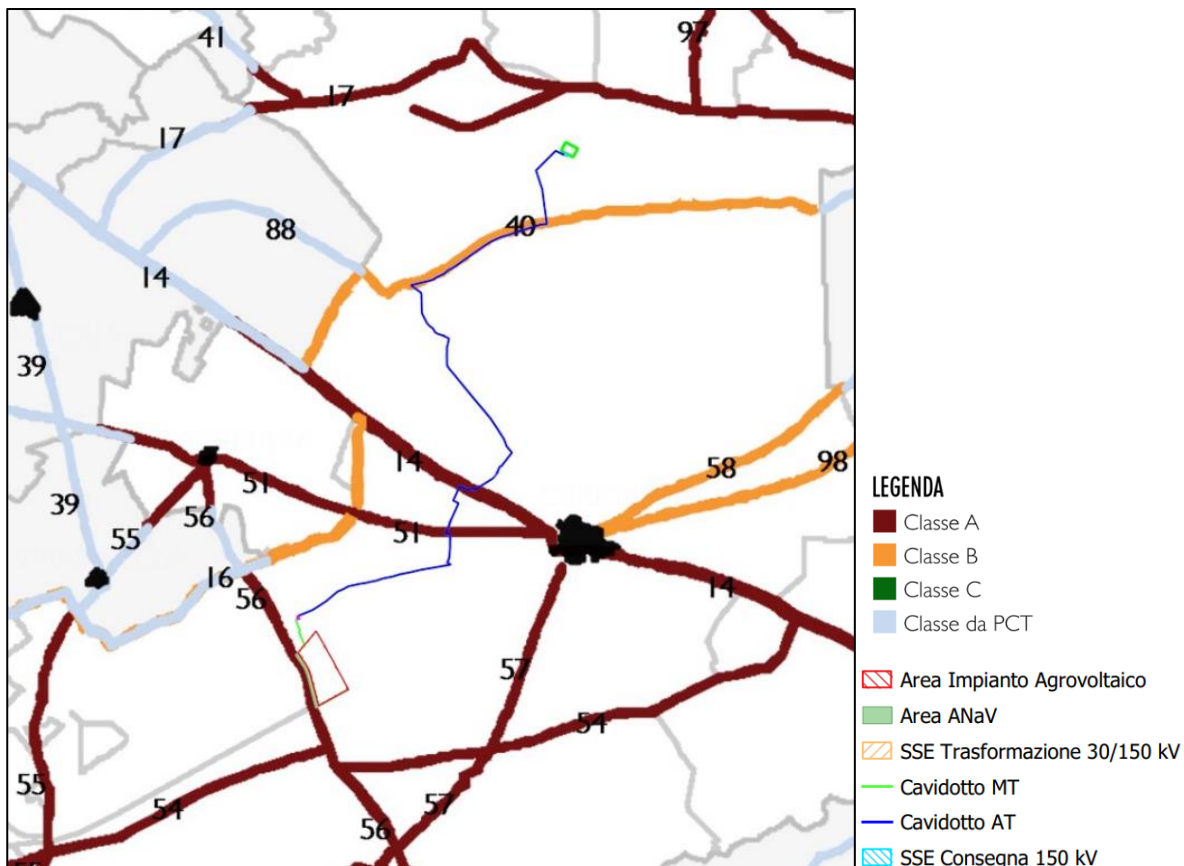 41
97
17
17
88
40
14
39
14
58
98
51
39
56
55
51
16
56
14
57
54
55
54
57
56
LEGENDA
Classe A
Classe B
Classe C
Classe da PCT
Area Impianto Agrovoltaico
Area ANaV
SSE Trasformazione 30/150 kV
Cavidotto MT
Cavidotto AT
SSE Consegna 150 kV